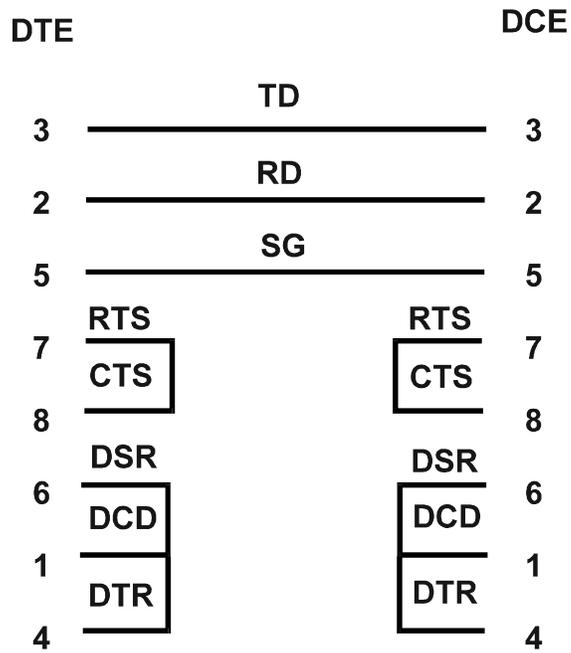 DTE DCE
TD
3 3
RD
2 2
SG
5 5
RTS RTS
7 7
CTS CTS
8 8
DSR DSR
6 6
DCD DCD
1 1
DTR DTR
4 4